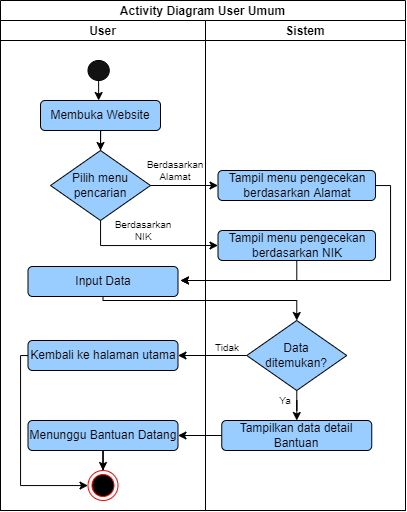 Activity Diagram User Umum
User
Sistem
Membuka Website
Pilih menu
pencarian
Berdasarkan
Alamat
Tampil menu pengecekan
berdasarkan Alamat
Berdasarkan
NIK
Tampil menu pengecekan
berdasarkan NIK
Input Data
Data
ditemukan?
Tidak
Kembali ke halaman utama
Ya
Tampilkan data detail
Bantuan
Menunggu Bantuan Datang